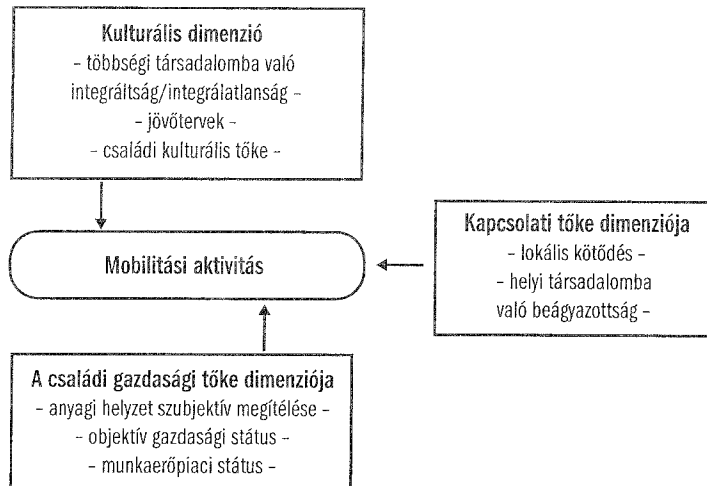 Kulturális dimenzió
– többségi társadalomba való
integráltság/integrálatlanság –
– jövőtervek –
– családi kulturális tőke –
Mobilitási aktivitás
Kapcsolati tőke dimenziója
– lokális kötődés –
– helyi társadalomba
való beágyazottság –
A családi gazdasági tőke dimenziója
– anyagi helyzet szubjektív megítélése –
– objektív gazdasági státus –
– munkaerőpiaci státus –